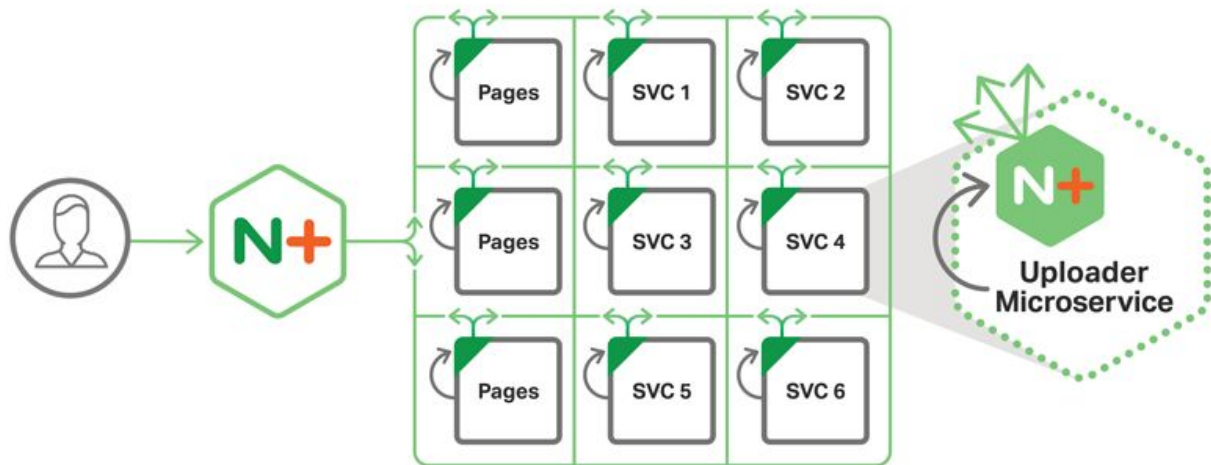 Pages
SVC 1
SVC 2
N+
Pages
SVC 3
SVC 4
N+
Uploader
Microservice
Pages
SVC 5
SVC 6